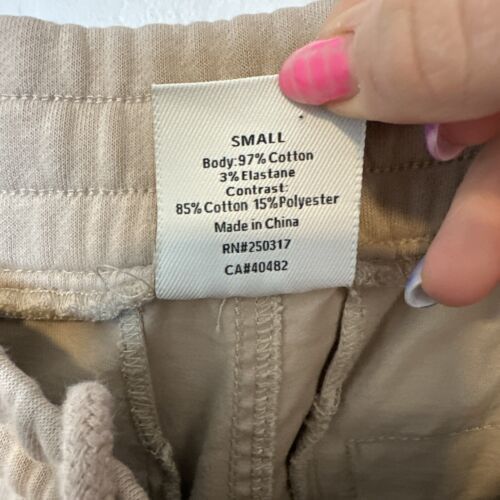 SMALL
Body:97% Cotton
3% Elastane
Contrast:
85% Cotton 15%Polyester
Made in China
RN#250317
CA#40482